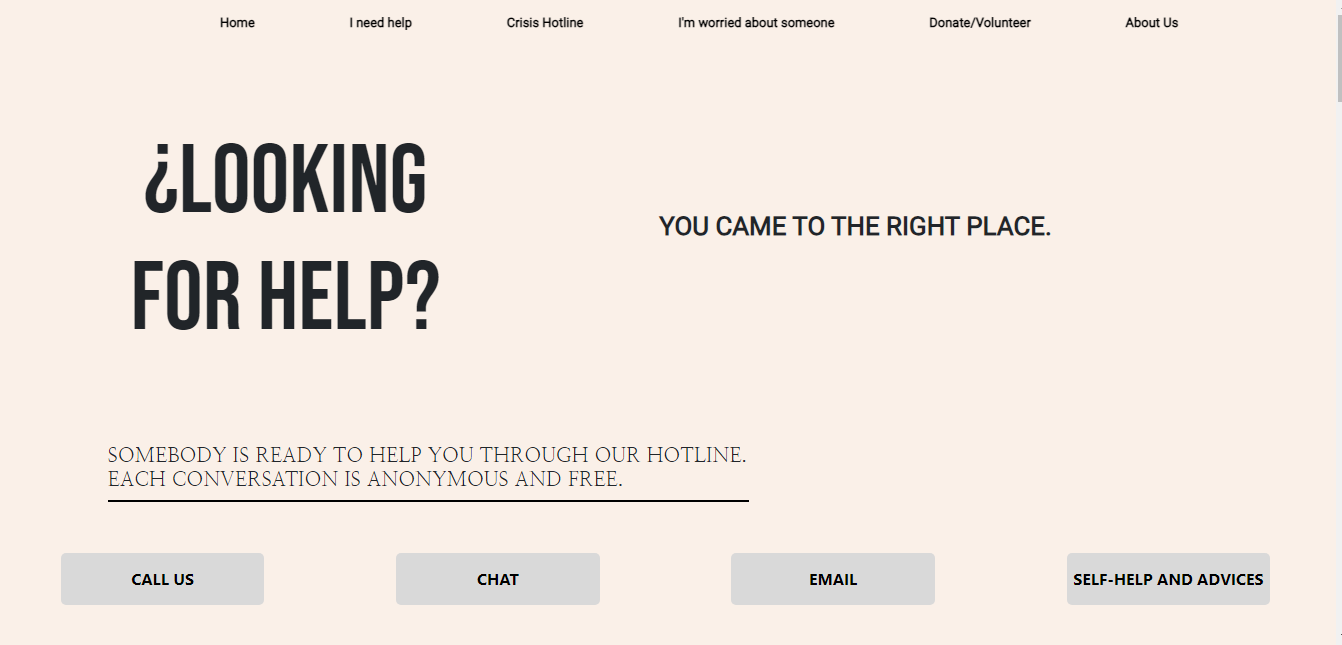 Home I need help Crisis Hotline I'm worried about someone Donate/Volunteer About Us
¿LOOKING
FOR HELP?
YOU CAME TO THE RIGHT PLACE.
SOMEBODY IS READY TO HELP YOU THROUGH OUR HOTLINE.
EACH CONVERSATION IS ANONYMOUS AND FREE.
CALL US CHAT EMAIL SELF-HELP AND ADVICES